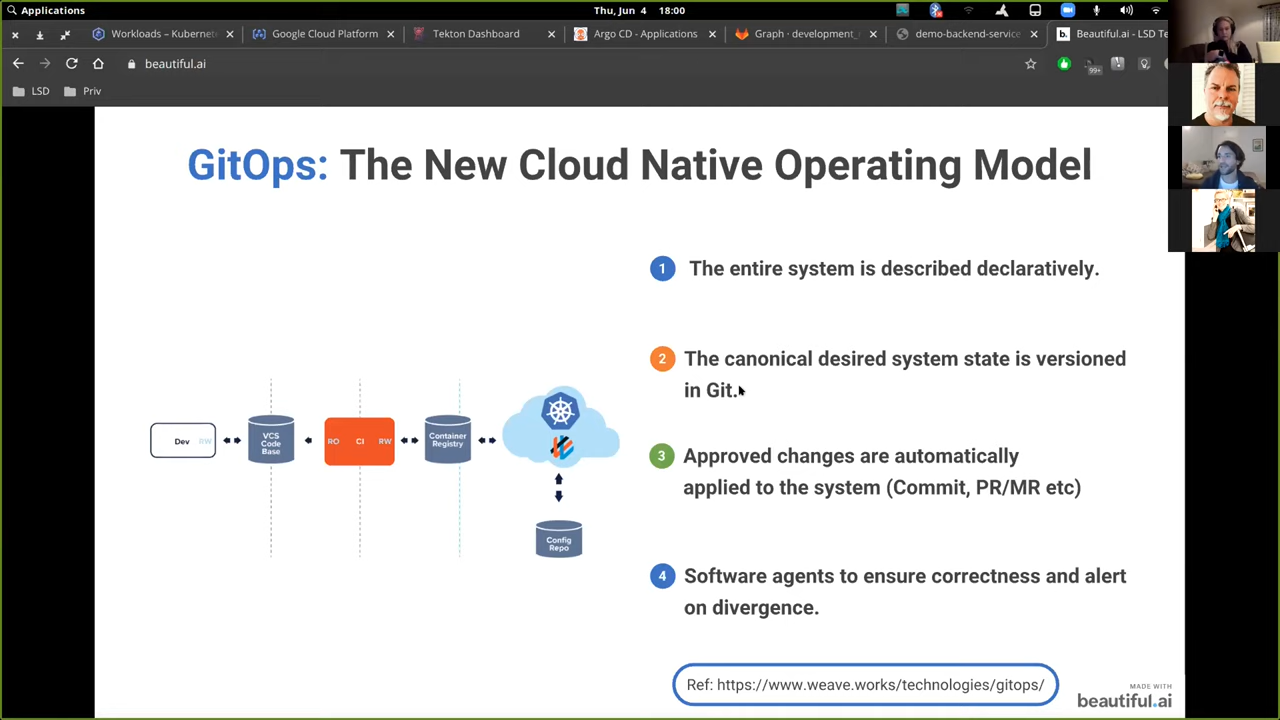 Applications
Thu, Jun 4 18:00
Workloads – Kubernete
Google Cloud Platform
Tekton Dashboard
Argo CD - Applications
Graph · development_
demo-backend-service
b. Beautiful.ai - LSD Te
beautiful.ai
99+
LSD
Priv
GitOps: The New Cloud Native Operating Model
1 The entire system is described declaratively.
2 The canonical desired system state is versioned
in Git.
3 Approved changes are automatically
applied to the system (Commit, PR/MR etc)
4 Software agents to ensure correctness and alert
on divergence.
Dev RW
VCS
Code
Base
RO CI RW
Container
Registry
Config
Repo
Ref: https://www.weave.works/technologies/gitops/
MADE WITH
beautiful.ai